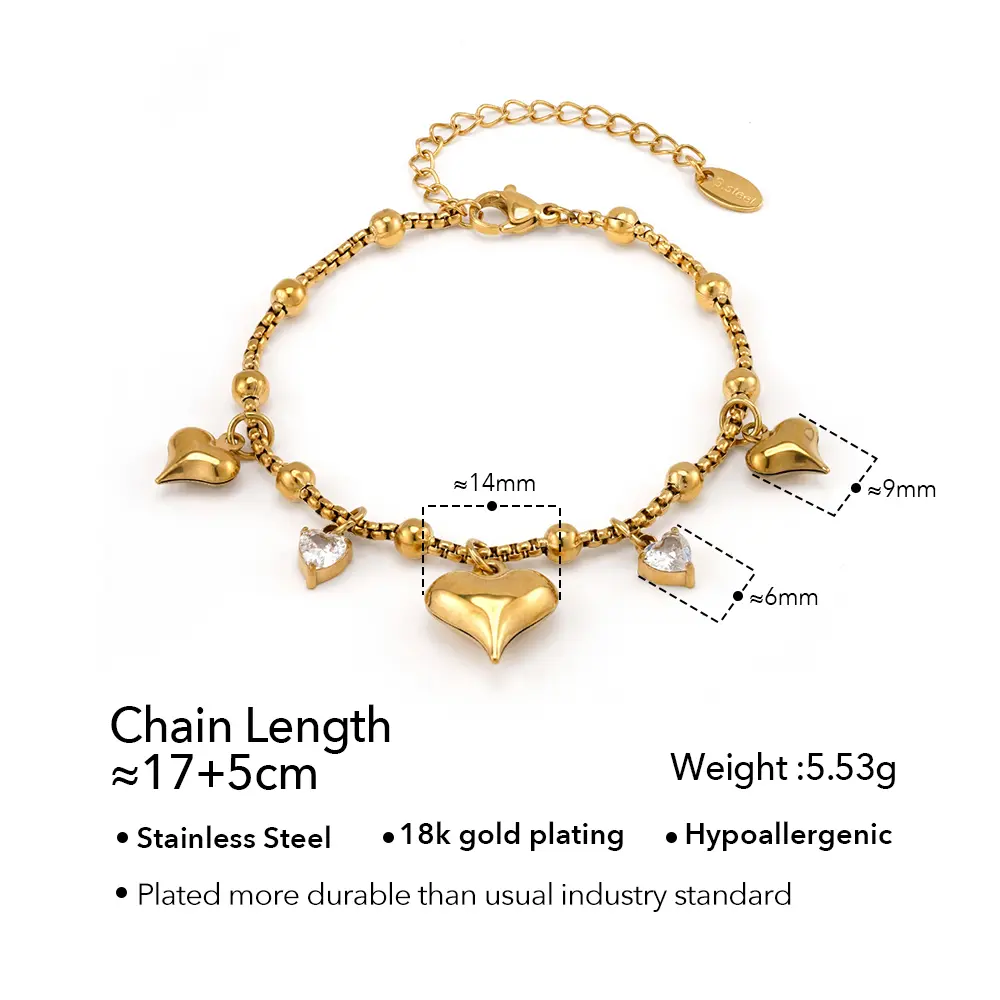 S.steel
≈14mm
≈9mm
≈6mm
Chain Length
≈17+5cm
Weight :5.53g
• Stainless Steel
• 18k gold plating
• Hypoallergenic
• Plated more durable than usual industry standard